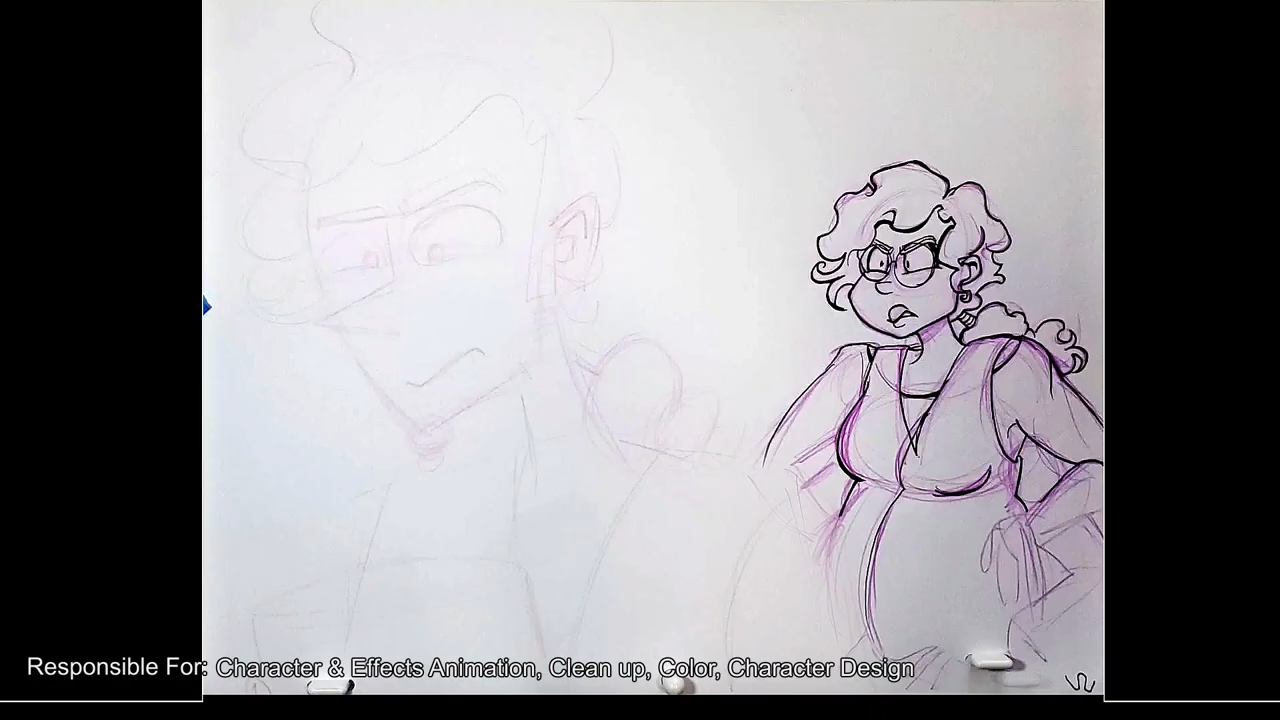 Responsible For: Character & Effects Animation, Clean up, Color, Character Design